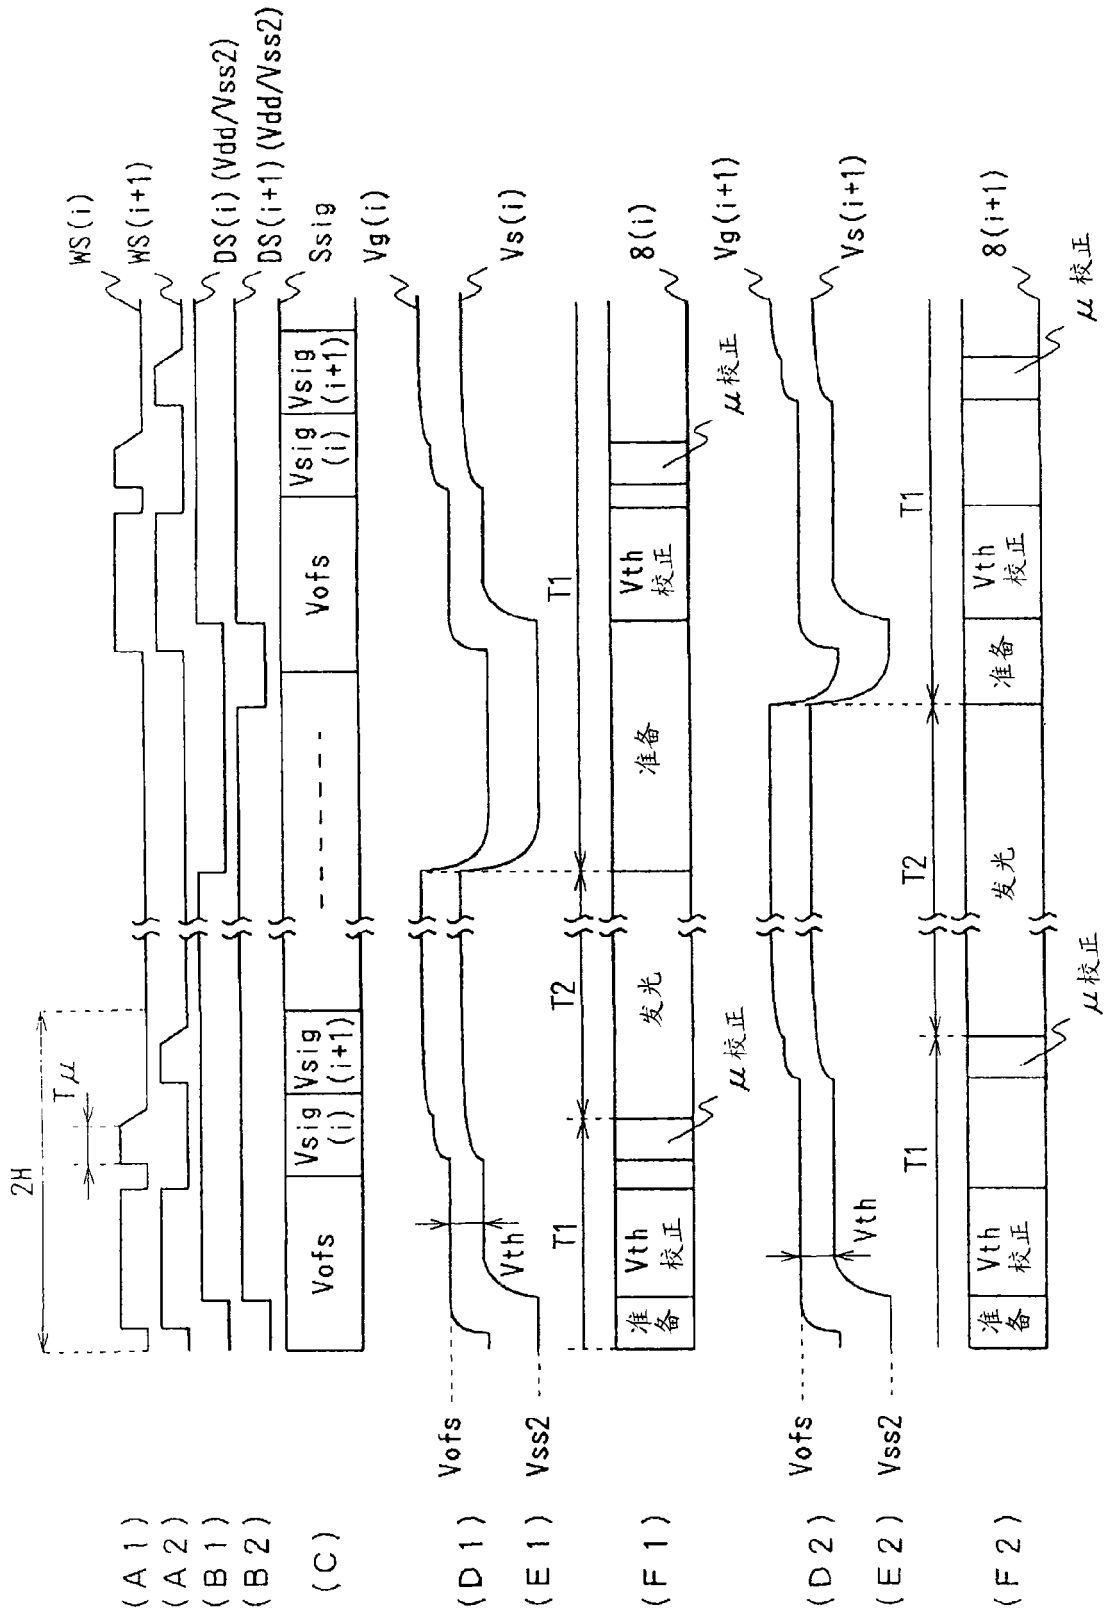 2H
Tμ
(A1)
WS(i)
(A2)
WS(i+1)
(B1)
DS(i)(Vdd/Vss2)
(B2)
DS(i+1)(Vdd/Vss2)
(C)
Vofs
Vsig
(i)
Vsig
(i+1)
Vofs
Vsig
(i)
Vsig
(i+1)
Ssig
(D1)
Vofs
Vg(i)
Vth
(E1)
Vss2
Vs(i)
T1
T2
T1
(F1)
准备
Vth
校正
发光
准备
Vth
校正
8(i)
μ校正
μ校正
(D2)
Vofs
Vg(i+1)
Vth
(E2)
Vss2
Vs(i+1)
T1
T2
T1
(F2)
准备
Vth
校正
发光
准备
Vth
校正
8(i+1)
μ校正
μ校正